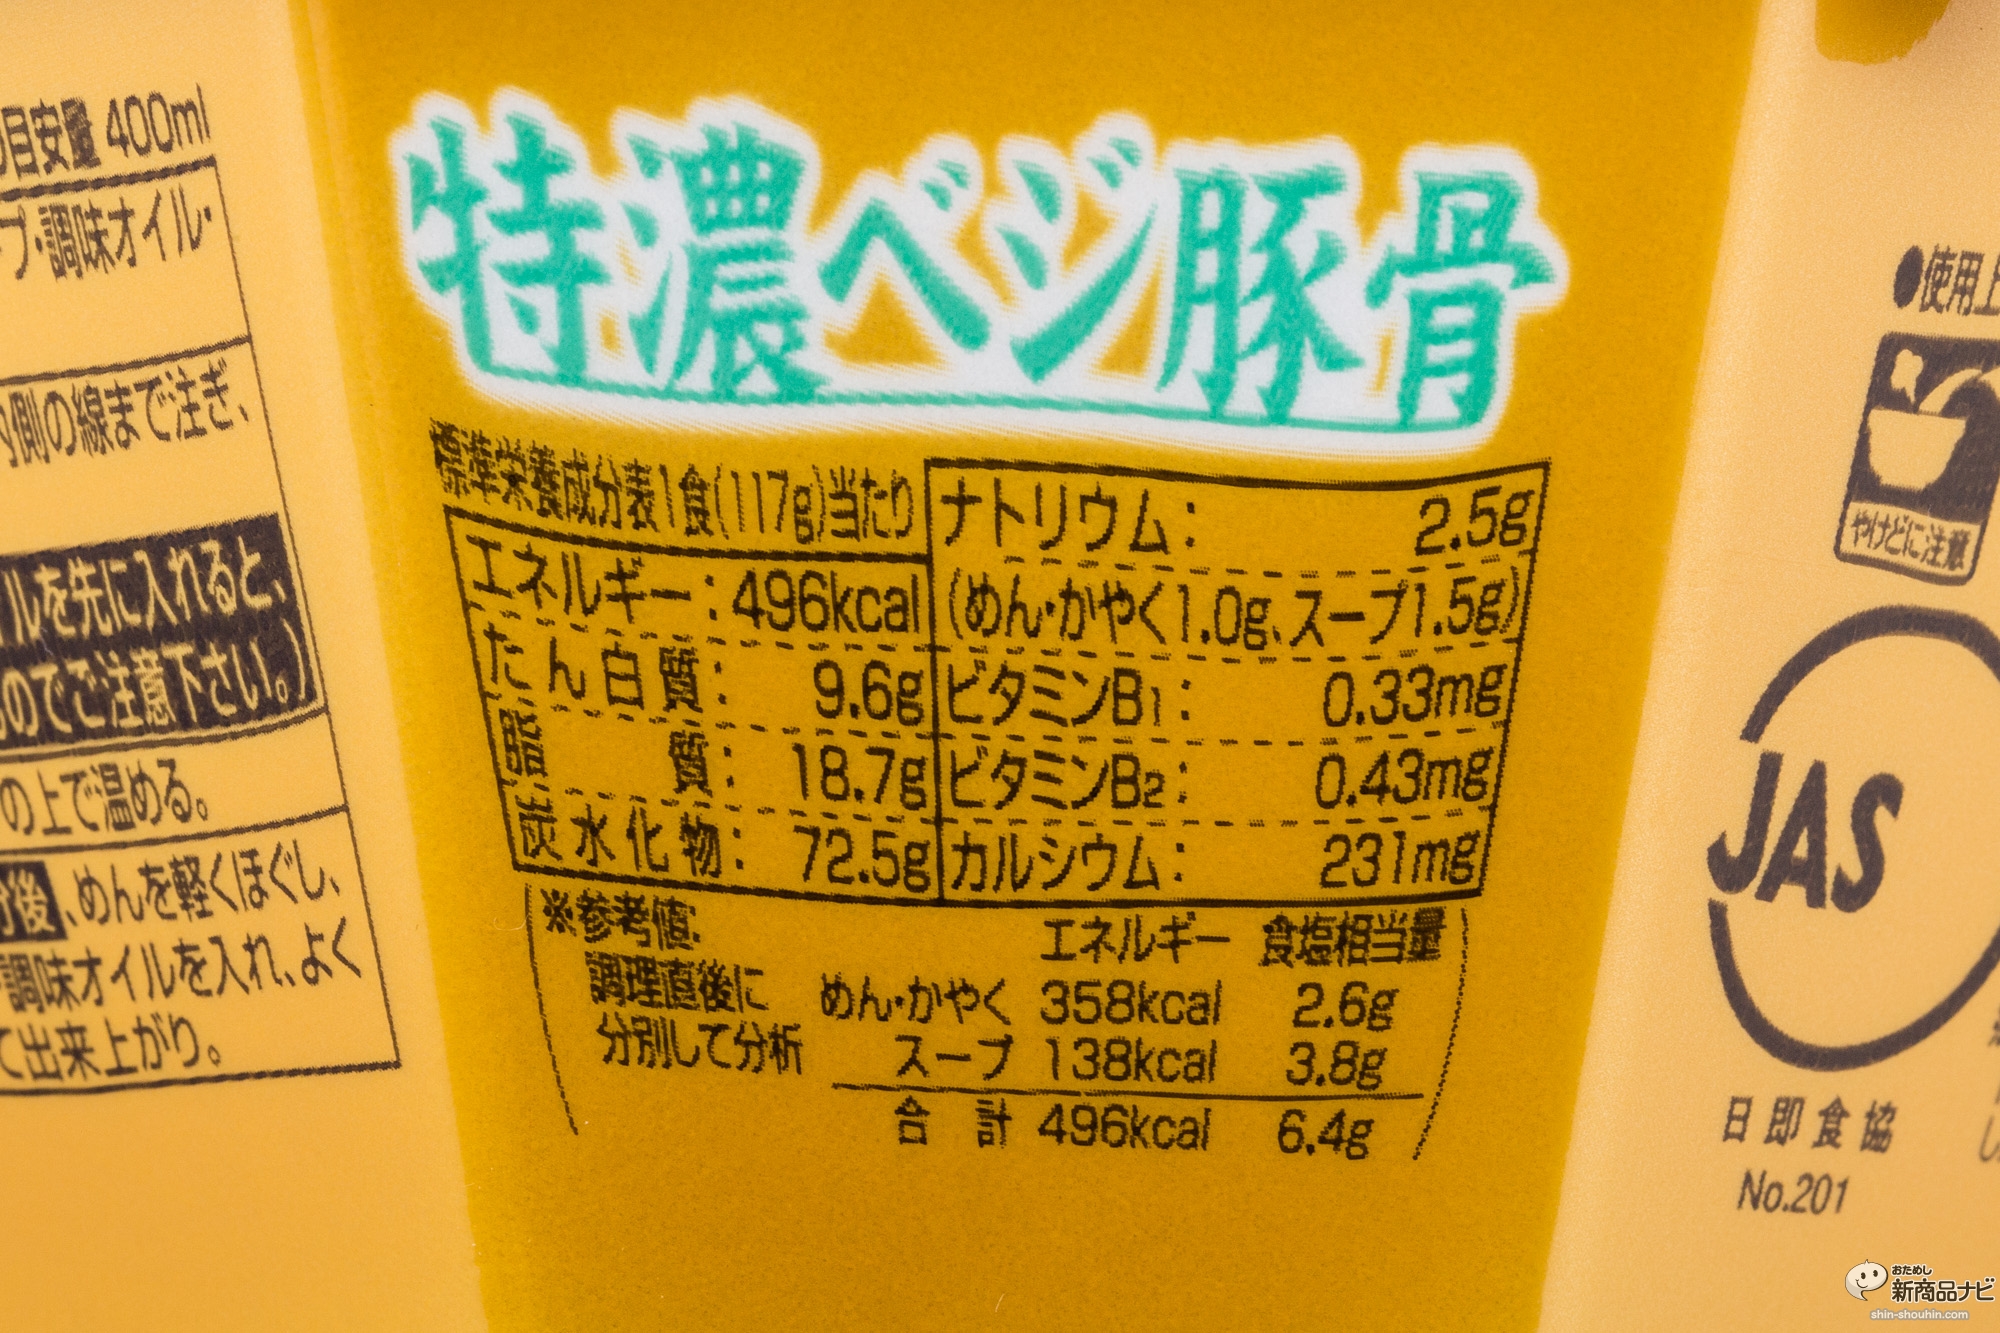 目安量 400ml
プ・調味オイル・
側の線まで注ぎ、
ルを先に入れると、
のでご注意下さい。)
の上で温める。
後、めんを軽くほぐし、
調味オイルを入れ、よく
て出来上がり。
特濃ベジ豚骨
標準栄養成分表1食(117g)当たり
エネルギー:496kcal
たん白質:9.6g
脂質:18.7g
炭水化物:72.5g
ナトリウム:2.5g
(めん・かやく1.0g、スープ1.5g)
ビタミンB1:0.33mg
ビタミンB2:0.43mg
カルシウム:231mg
※参考値:
調理直後に
分別して分析
エネルギー 食塩相当量
めん・かやく 358kcal 2.6g
スープ 138kcal 3.8g
合計 496kcal 6.4g
●使用上
やけどに注意
JAS
日即食協
No.201
おためし
新商品ナビ
shin-shouhin.com